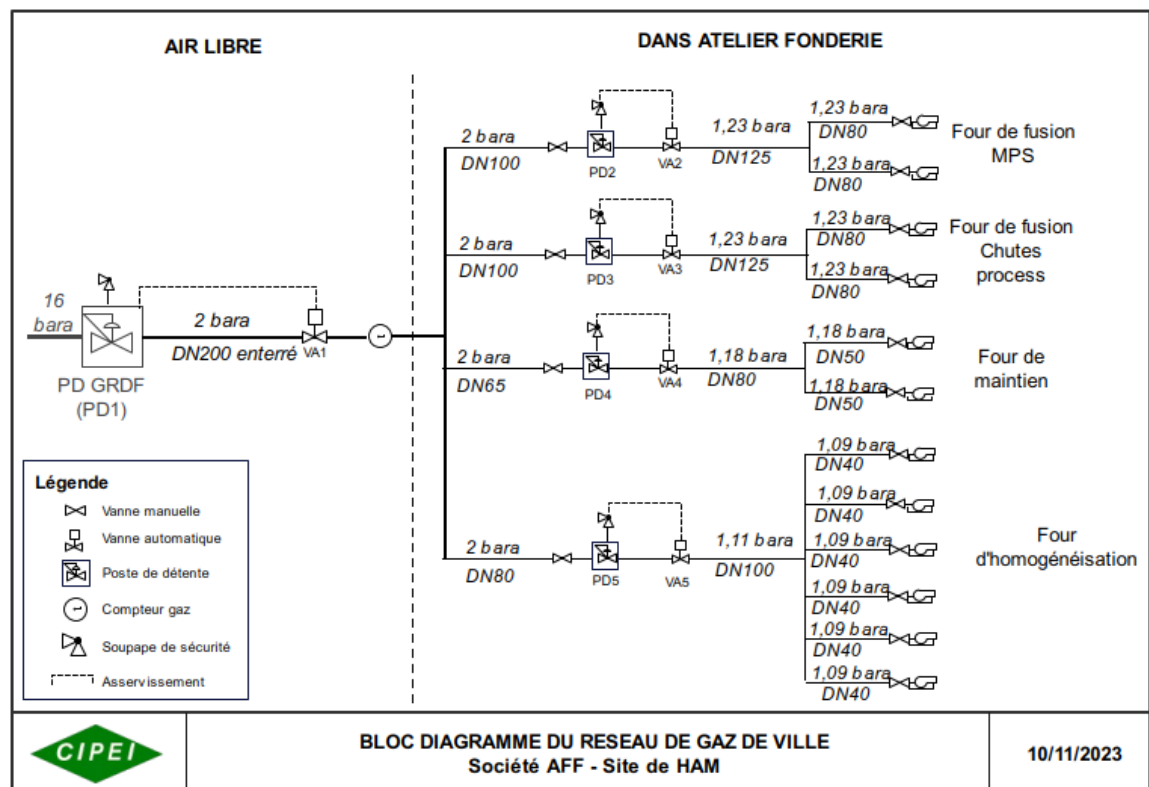 AIR LIBRE
DANS ATELIER FONDERIE
16
bara
PD GRDF
(PD1)
2 bara
DN200 enterré
VA1
2 bara
DN100
PD2
VA2
1,23 bara
DN125
1,23 bara
DN80
1,23 bara
DN80
Four de fusion
MPS
2 bara
DN100
PD3
VA3
1,23 bara
DN125
1,23 bara
DN80
1,23 bara
DN80
Four de fusion
Chutes
process
2 bara
DN65
PD4
VA4
1,18 bara
DN80
1,18 bara
DN50
1,18 bara
DN50
Four de
maintien
2 bara
DN80
PD5
VA5
1,11 bara
DN100
1,09 bara
DN40
1,09 bara
DN40
1,09 bara
DN40
1,09 bara
DN40
1,09 bara
DN40
1,09 bara
DN40
Four
d'homogénéisation
Légende
Vanne manuelle
Vanne automatique
Poste de détente
Compteur gaz
Soupape de sécurité
Asservissement
CIPEI
BLOC DIAGRAMME DU RESEAU DE GAZ DE VILLE
Société AFF - Site de HAM
10/11/2023